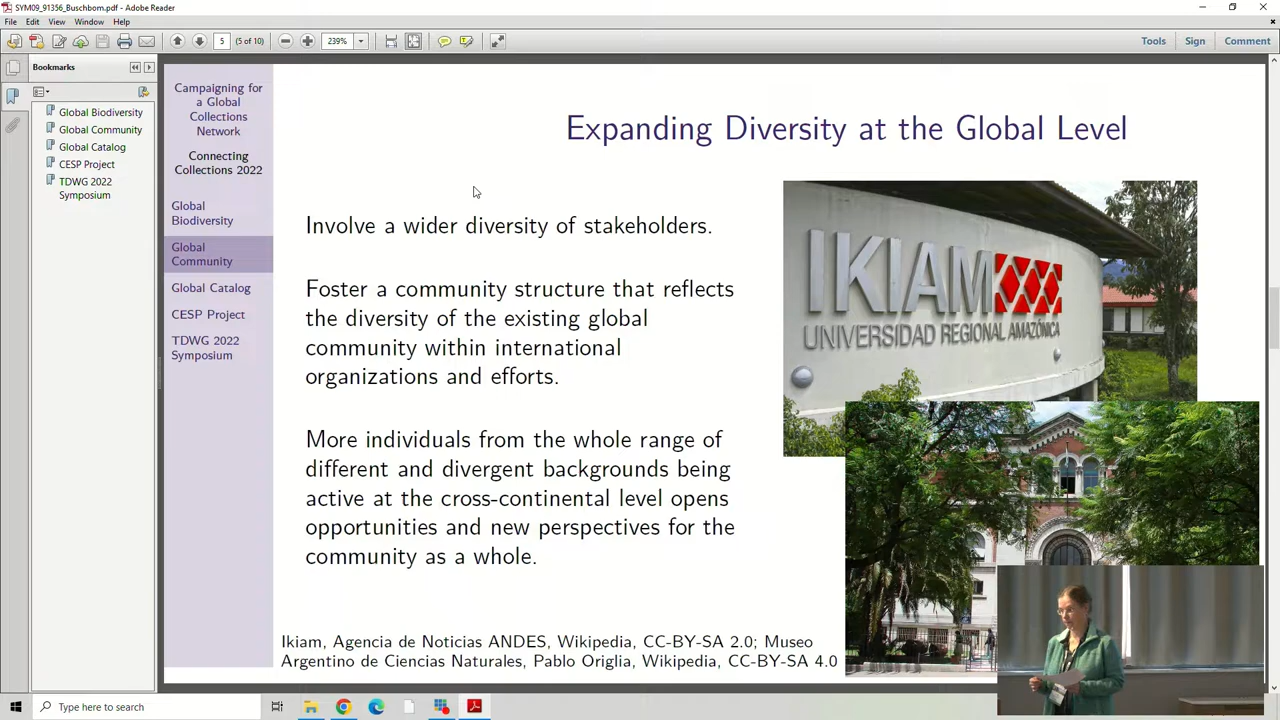 SYM09_91356_Buschbom.pdf - Adobe Reader
File Edit View Window Help
5 (5 of 10) 239% Tools Sign Comment
Bookmarks
Global Biodiversity
Global Community
Global Catalog
CESP Project
TDWG 2022
Symposium
Campaigning for
a Global
Collections
Network
Connecting
Collections 2022
Global
Biodiversity
Global
Community
Global Catalog
CESP Project
TDWG 2022
Symposium
Expanding Diversity at the Global Level
Involve a wider diversity of stakeholders.
Foster a community structure that reflects
the diversity of the existing global
community within international
organizations and efforts.
More individuals from the whole range of
different and divergent backgrounds being
active at the cross-continental level opens
opportunities and new perspectives for the
community as a whole.
IKIAM
UNIVERSIDAD REGIONAL AMAZÓNICA
Ikiam, Agencia de Noticias ANDES, Wikipedia, CC-BY-SA 2.0; Museo
Argentino de Ciencias Naturales, Pablo Origlia, Wikipedia, CC-BY-SA 4.0
Type here to search